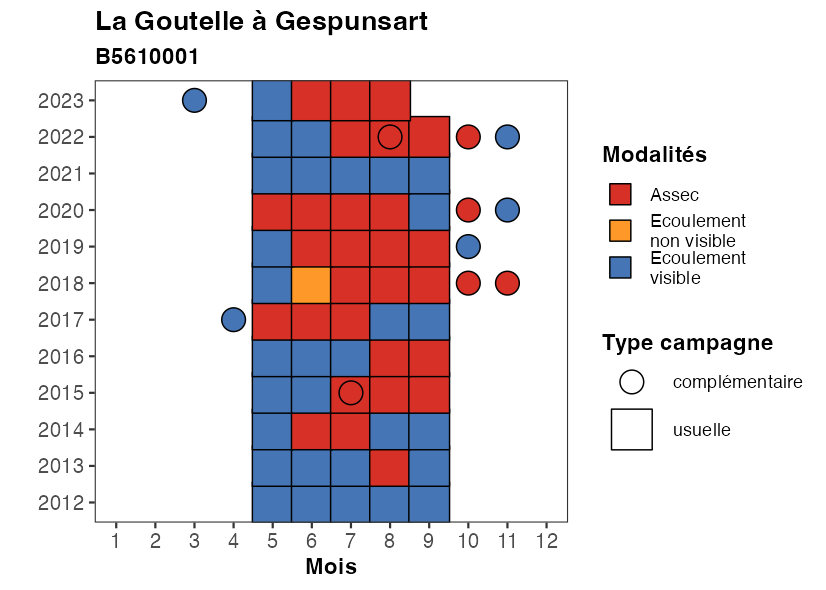 La Goutelle à Gespunsart
B5610001
2023
2022
2021
2020
2019
2018
2017
2016
2015
2014
2013
2012
1 2 3 4 5 6 7 8 9 10 11 12
Mois
Modalités
Assec
Ecoulement
non visible
Ecoulement
visible
Type campagne
complémentaire
usuelle